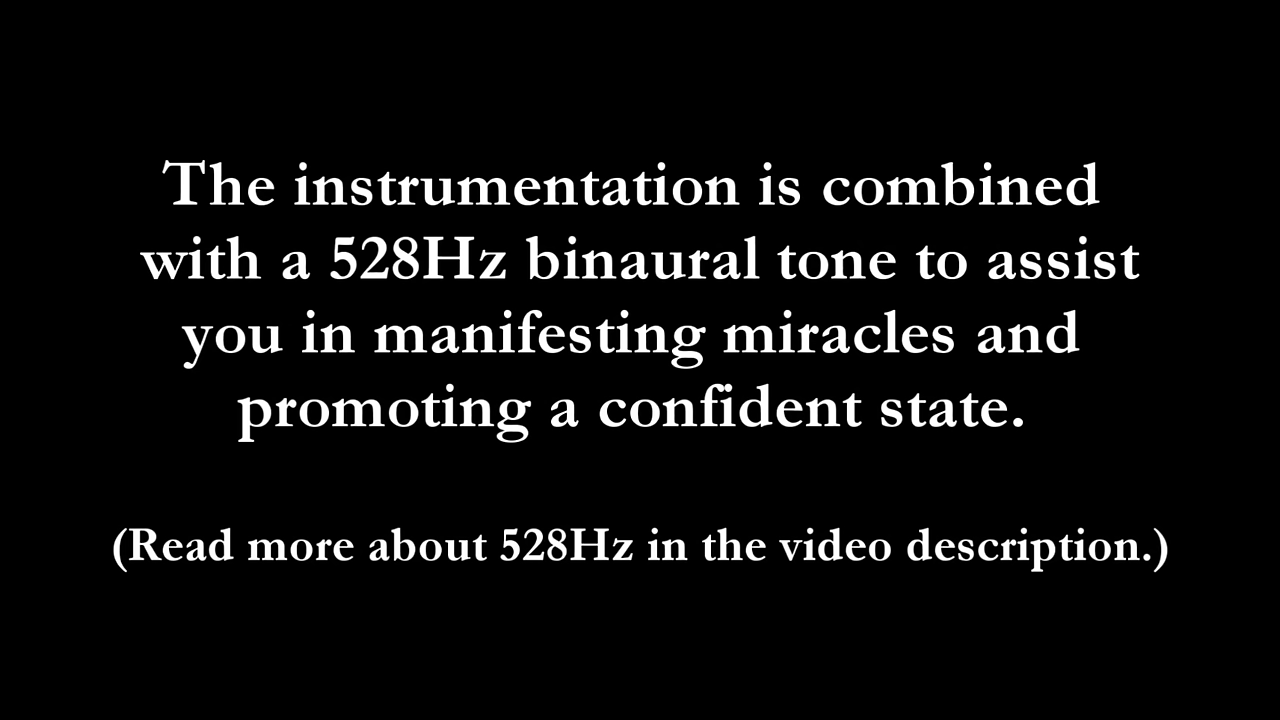 The instrumentation is combined
with a 528Hz binaural tone to assist
you in manifesting miracles and
promoting a confident state.
(Read more about 528Hz in the video description.)